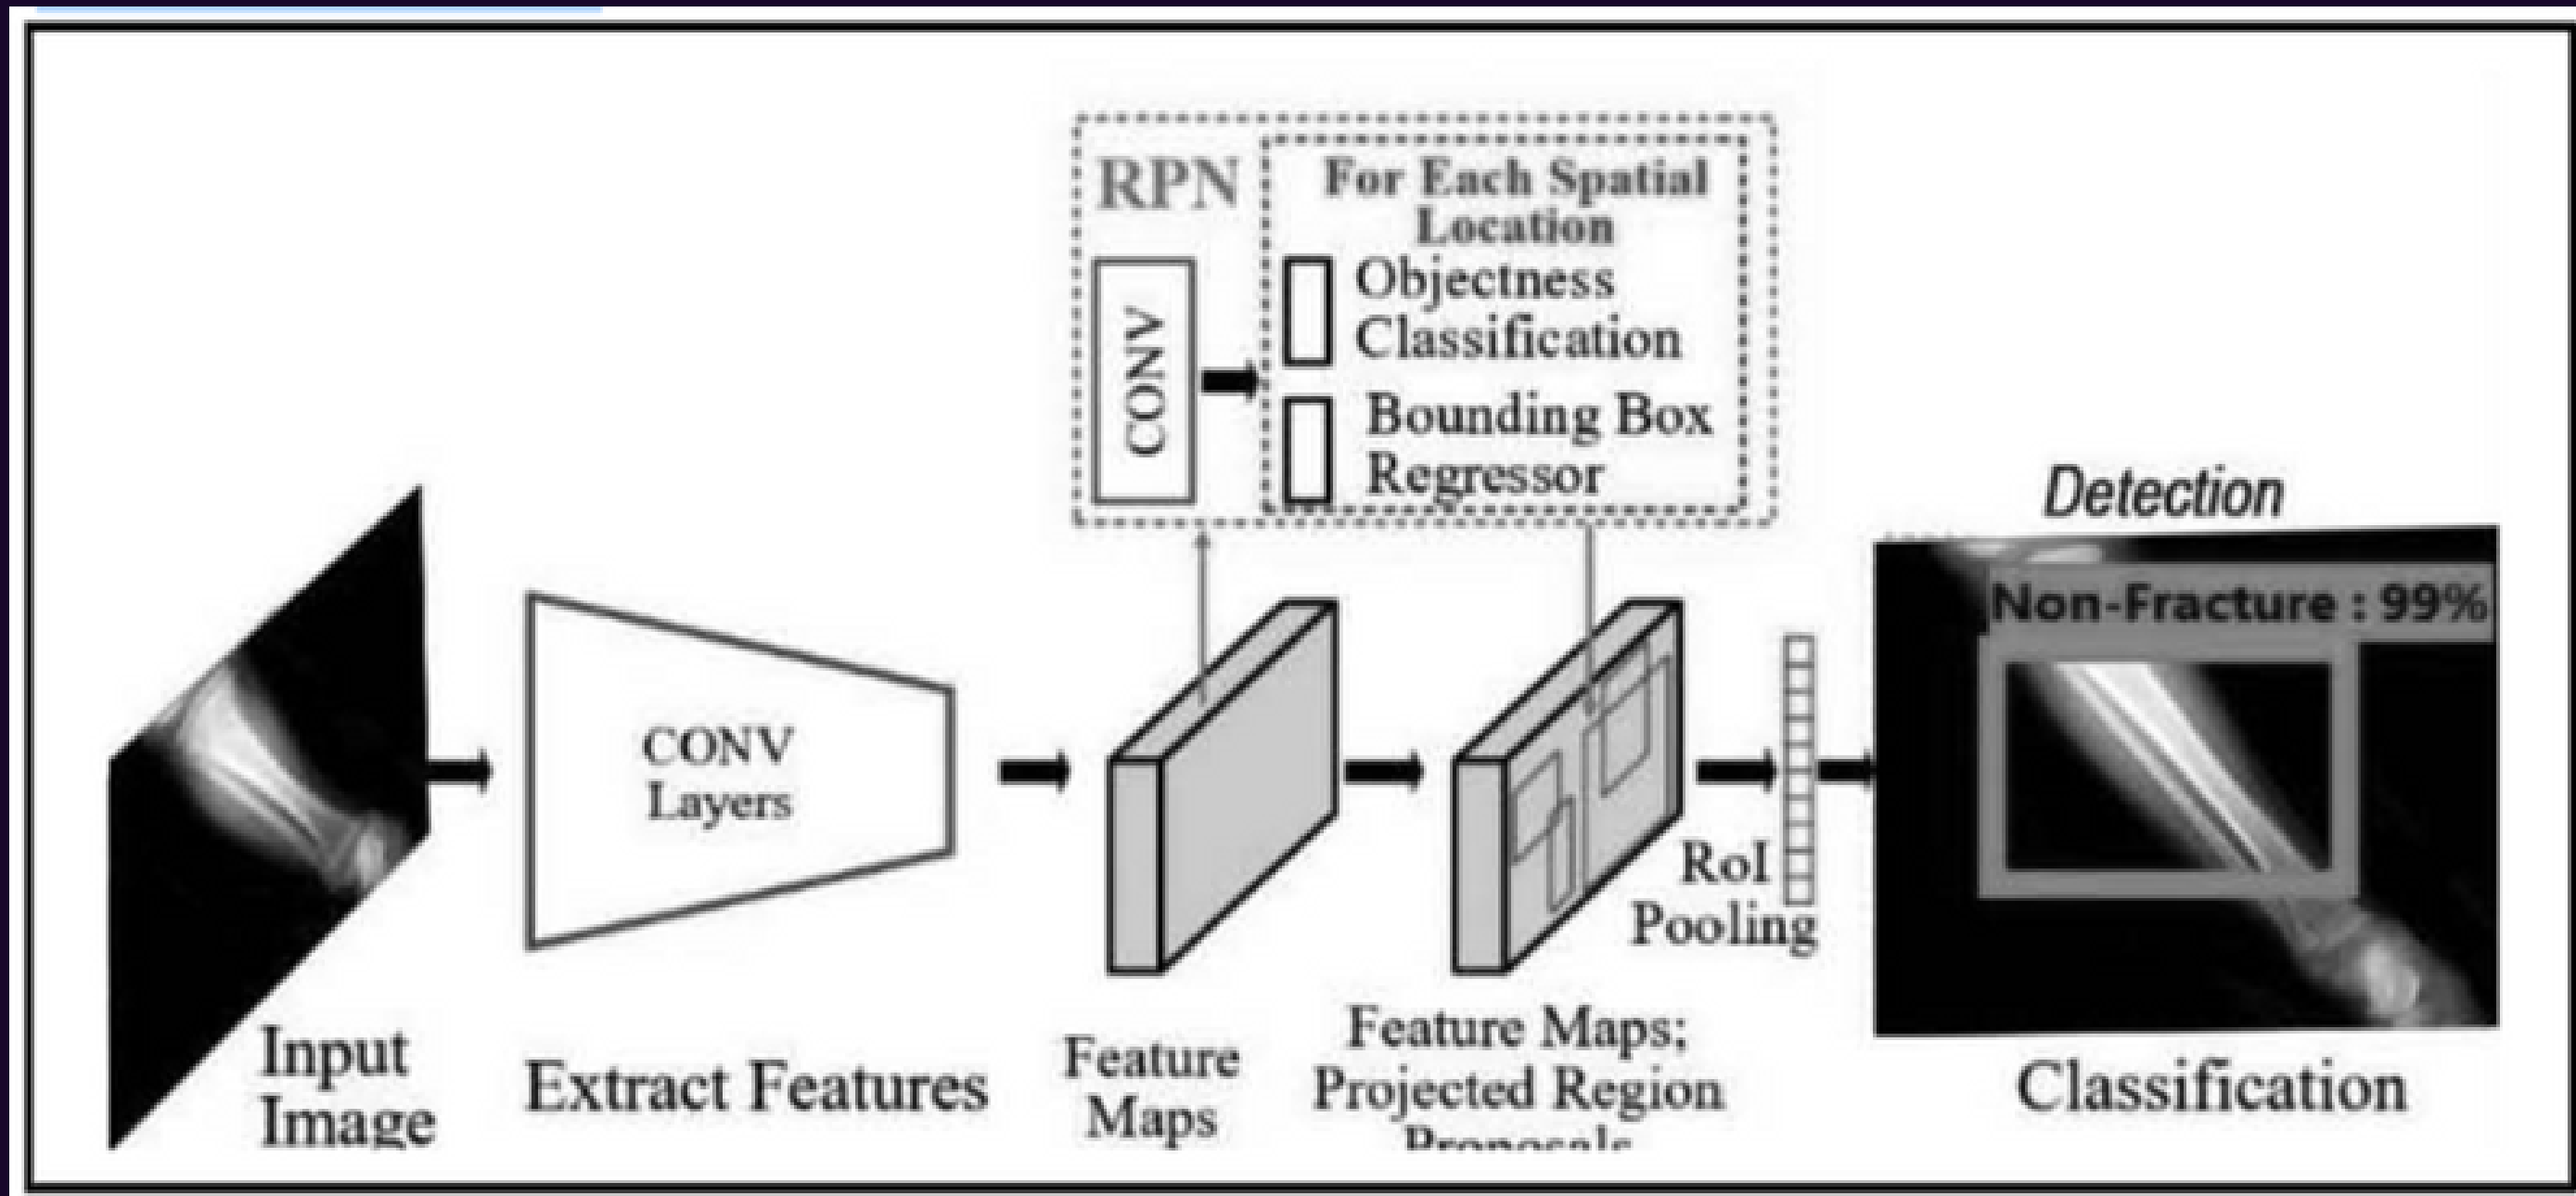 RPN
For Each Spatial
Location
CONV
Objectness
Classification
Bounding Box
Regressor
Detection
Non-Fracture : 99%
CONV
Layers
RoI
Pooling
Input
Image
Extract Features
Feature
Maps
Feature Maps;
Projected Region
Proposals
Classification